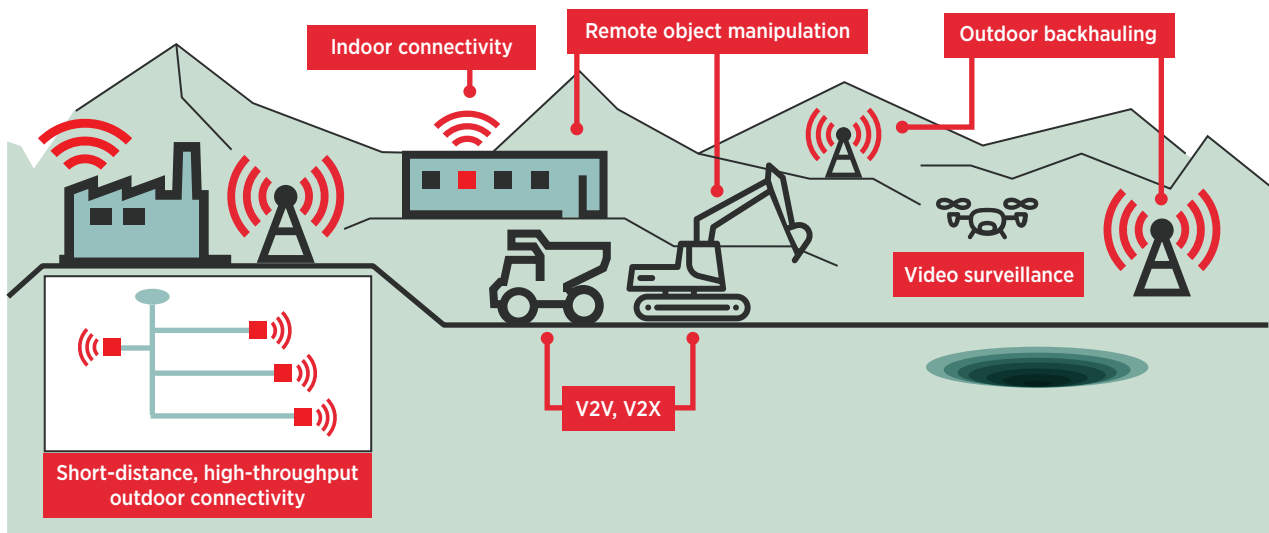 Indoor connectivity
Remote object manipulation
Outdoor backhauling
Video surveillance
V2V, V2X
Short-distance, high-throughput
outdoor connectivity